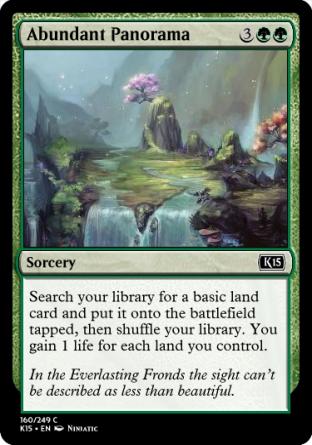 Abundant Panorama 3
Sorcery K15
Search your library for a basic land
card and put it onto the battlefield
tapped, then shuffle your library. You
gain 1 life for each land you control.
In the Everlasting Fronds the sight can't
be described as less than beautiful.
160/249 C
K15 • EN Niniatic